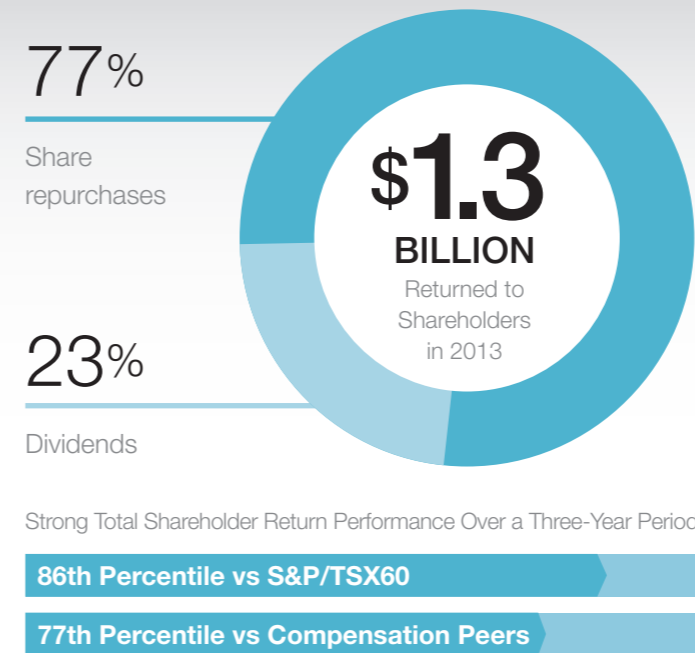 77%
Share
repurchases
$1.3
BILLION
Returned to
Shareholders
in 2013
23%
Dividends
Strong Total Shareholder Return Performance Over a Three-Year Period
86th Percentile vs S&P/TSX60
77th Percentile vs Compensation Peers